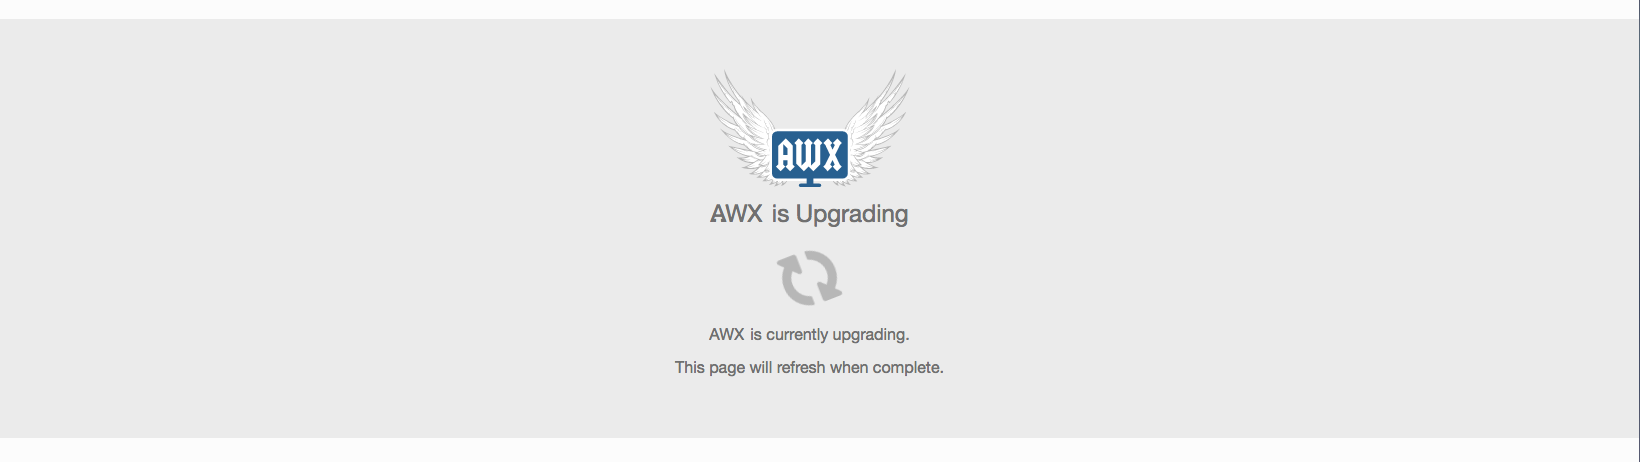 AWX
AWX is Upgrading
AWX is currently upgrading.
This page will refresh when complete.